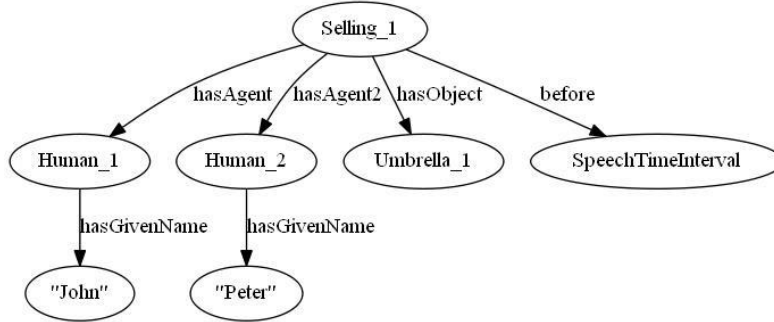 Selling_1
hasAgent hasAgent2 hasObject before
Human_1 Human_2 Umbrella_1 SpeechTimeInterval
hasGivenName hasGivenName
"John" "Peter"